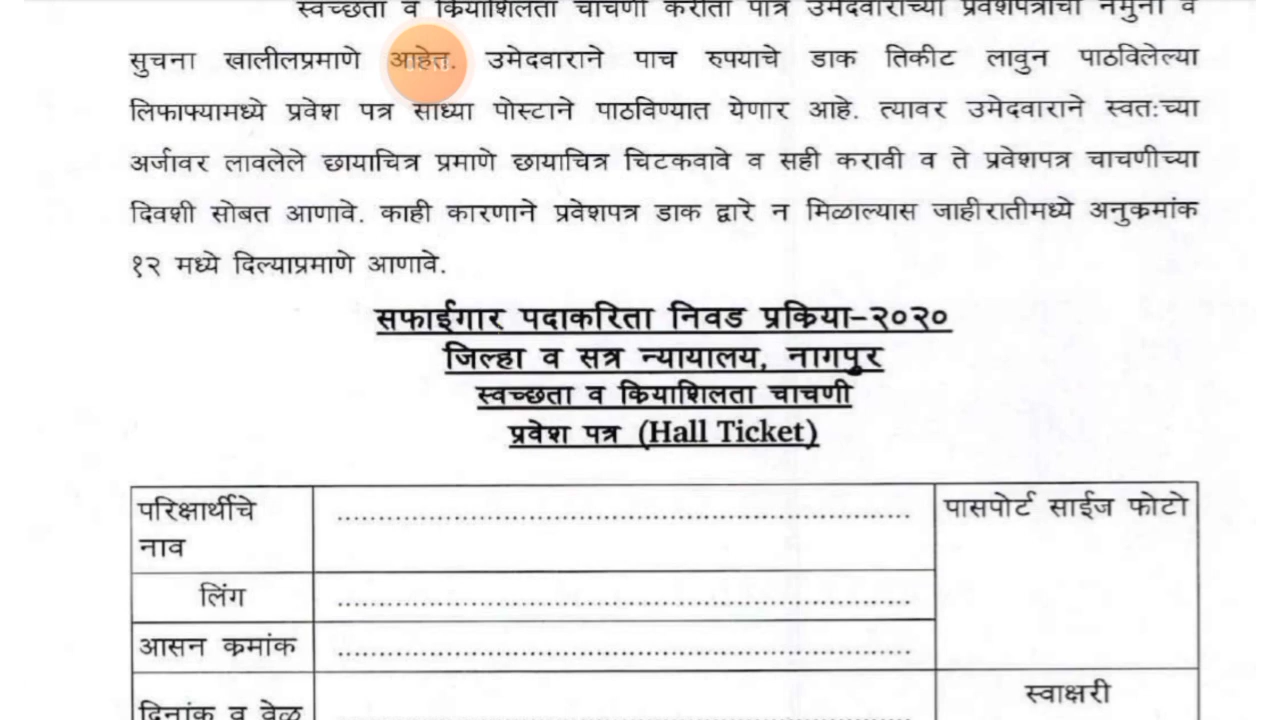 स्वच्छता व कियाशिलता चाचणी करीता पात्र उमेदवारांच्या प्रवेशपत्राचा नमुना व
सुचना खालीलप्रमाणे आहेत. उमेदवाराने पाच रुपयाचे डाक तिकीट लावुन पाठविलेल्या
लिफाफ्यामध्ये प्रवेश पत्र साध्या पोस्टाने पाठविण्यात येणार आहे. त्यावर उमेदवाराने स्वतःच्या
अर्जावर लावलेले छायाचित्र प्रमाणे छायाचित्र चिटकवावे व सही करावी व ते प्रवेशपत्र चाचणीच्या
दिवशी सोबत आणावे. काही कारणाने प्रवेशपत्र डाक द्वारे न मिळाल्यास जाहीरातीमध्ये अनुकमांक
१२ मध्ये दिल्याप्रमाणे आणावे.
सफाईगार पदाकरिता निवड प्रकिया–२०२०
जिल्हा व सत्र न्यायालय, नागपुर
स्वच्छता व कियाशिलता चाचणी
प्रवेश पत्र (Hall Ticket)
परिक्षार्थीचे
नाव
पासपोर्ट साईज फोटो
लिंग
आसन कमांक
स्वाक्षरी
दिनांक व वेळ